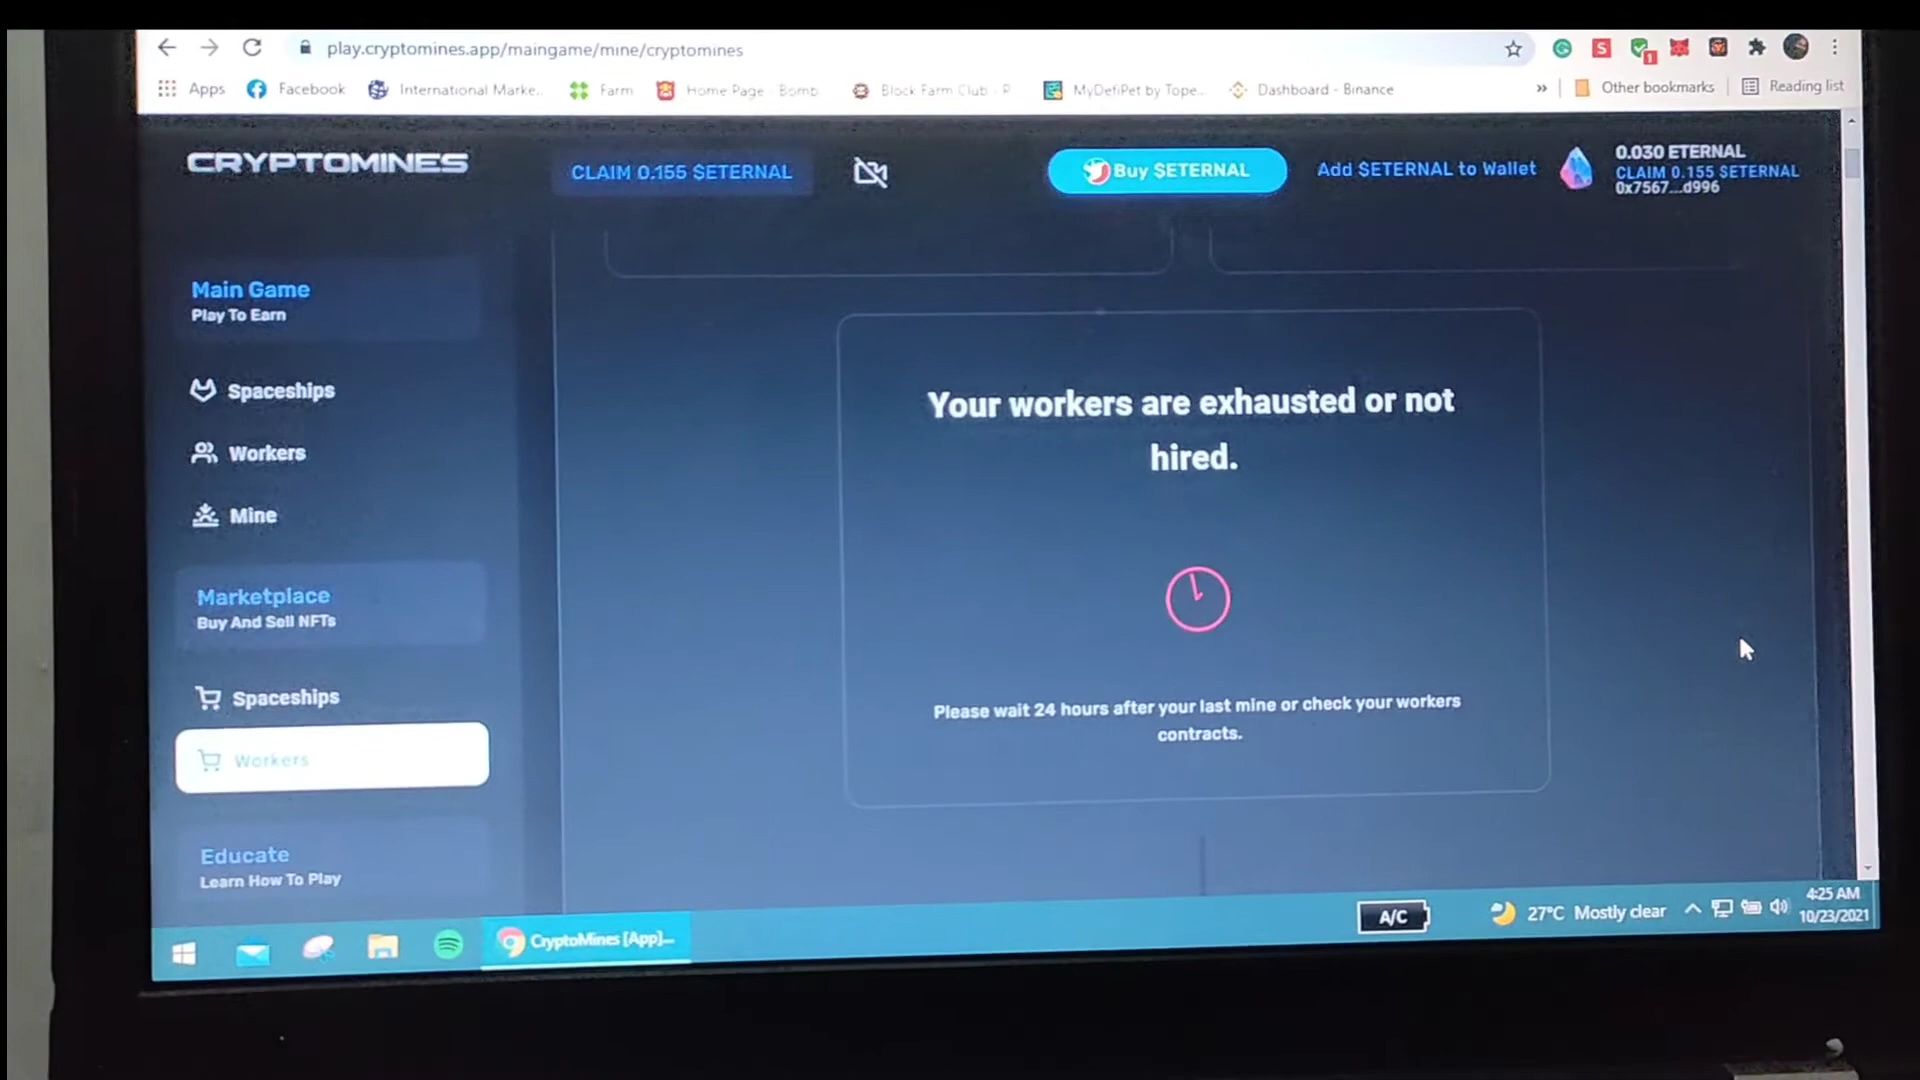 play.cryptomines.app/maingame/mine/cryptomines
Apps Facebook International Marke.. Farm Home Page - Bomb Block Farm Club - P MyDefiPet by Tope... Dashboard - Binance » Other bookmarks Reading list
CRYPTOMINES
CLAIM 0.155 $ETERNAL
Buy $ETERNAL
Add $ETERNAL to Wallet
0.030 ETERNAL
CLAIM 0.155 $ETERNAL
0x7567...d996
Main Game
Play To Earn
Spaceships
Workers
Mine
Marketplace
Buy And Sell NFTs
Spaceships
Workers
Educate
Learn How To Play
Your workers are exhausted or not
hired.
Please wait 24 hours after your last mine or check your workers
contracts.
CryptoMines [App]-...
A/C
27°C Mostly clear
4:25 AM
10/23/2021
S
1